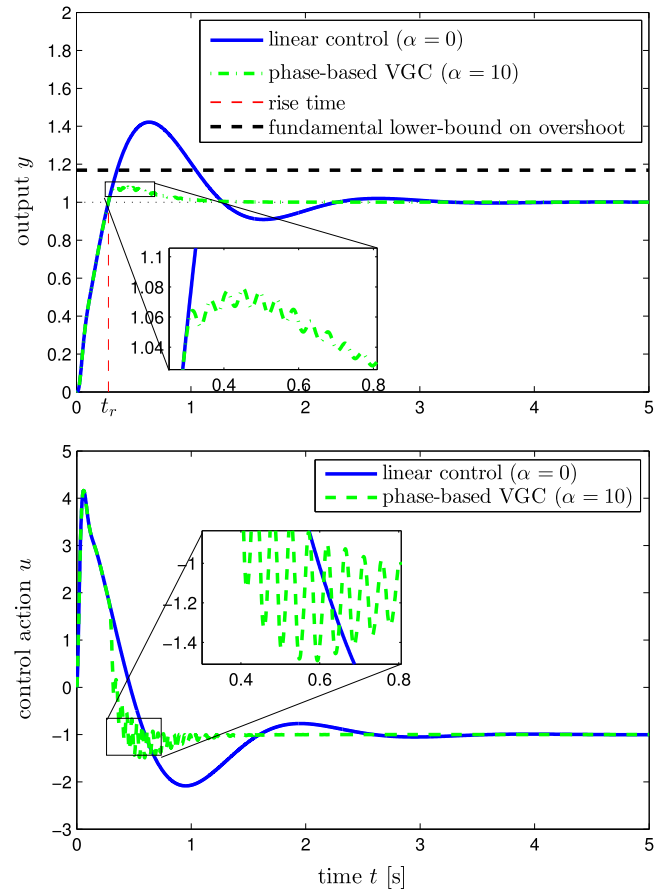 2
1.8
1.6
1.4
1.2
1
0.8
0.6
0.4
0.2
0
output y
linear control (α = 0)
phase-based VGC (α = 10)
rise time
fundamental lower-bound on overshoot
1.1
1.08
1.06
1.04
0.4 0.6 0.8
0 t_r 1 2 3 4 5
5
4
3
2
1
0
−1
−2
−3
control action u
linear control (α = 0)
phase-based VGC (α = 10)
−1
−1.2
−1.4
0.4 0.6 0.8
0 1 2 3 4 5
time t [s]